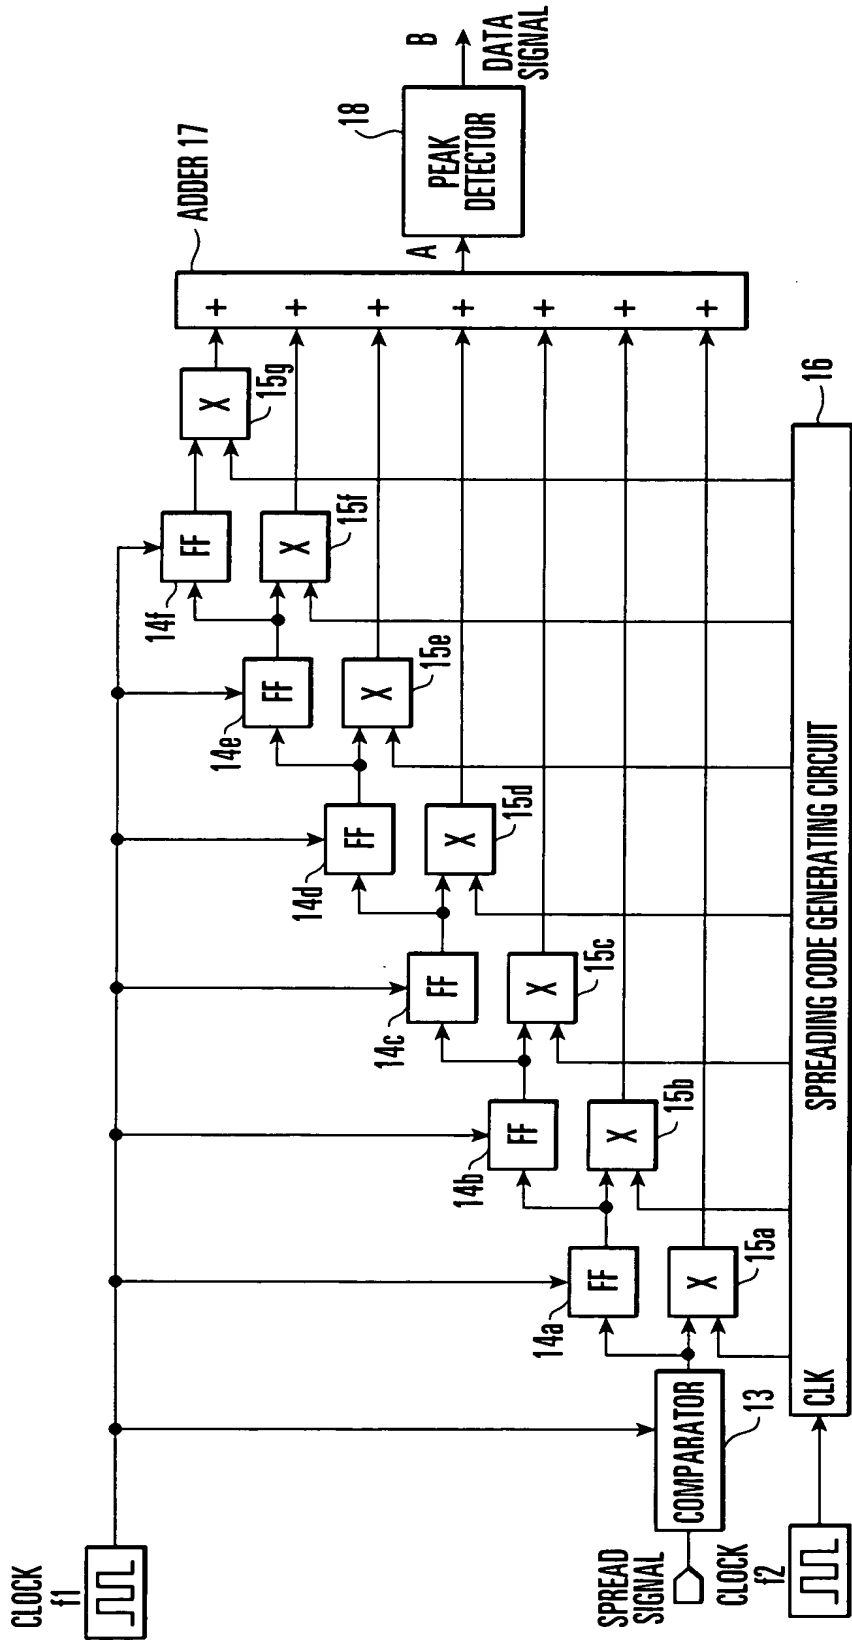 CLOCK
f1
SPREAD
SIGNAL
CLOCK
f2
COMPARATOR
13
CLK
SPREADING CODE GENERATING CIRCUIT
16
FF
14a
FF
14b
FF
14c
FF
14d
FF
14e
FF
14f
X
15a
X
15b
X
15c
X
15d
X
15e
X
15f
X
15g
ADDER 17
+
+
+
+
+
+
+
A
PEAK
DETECTOR
18
B
DATA
SIGNAL